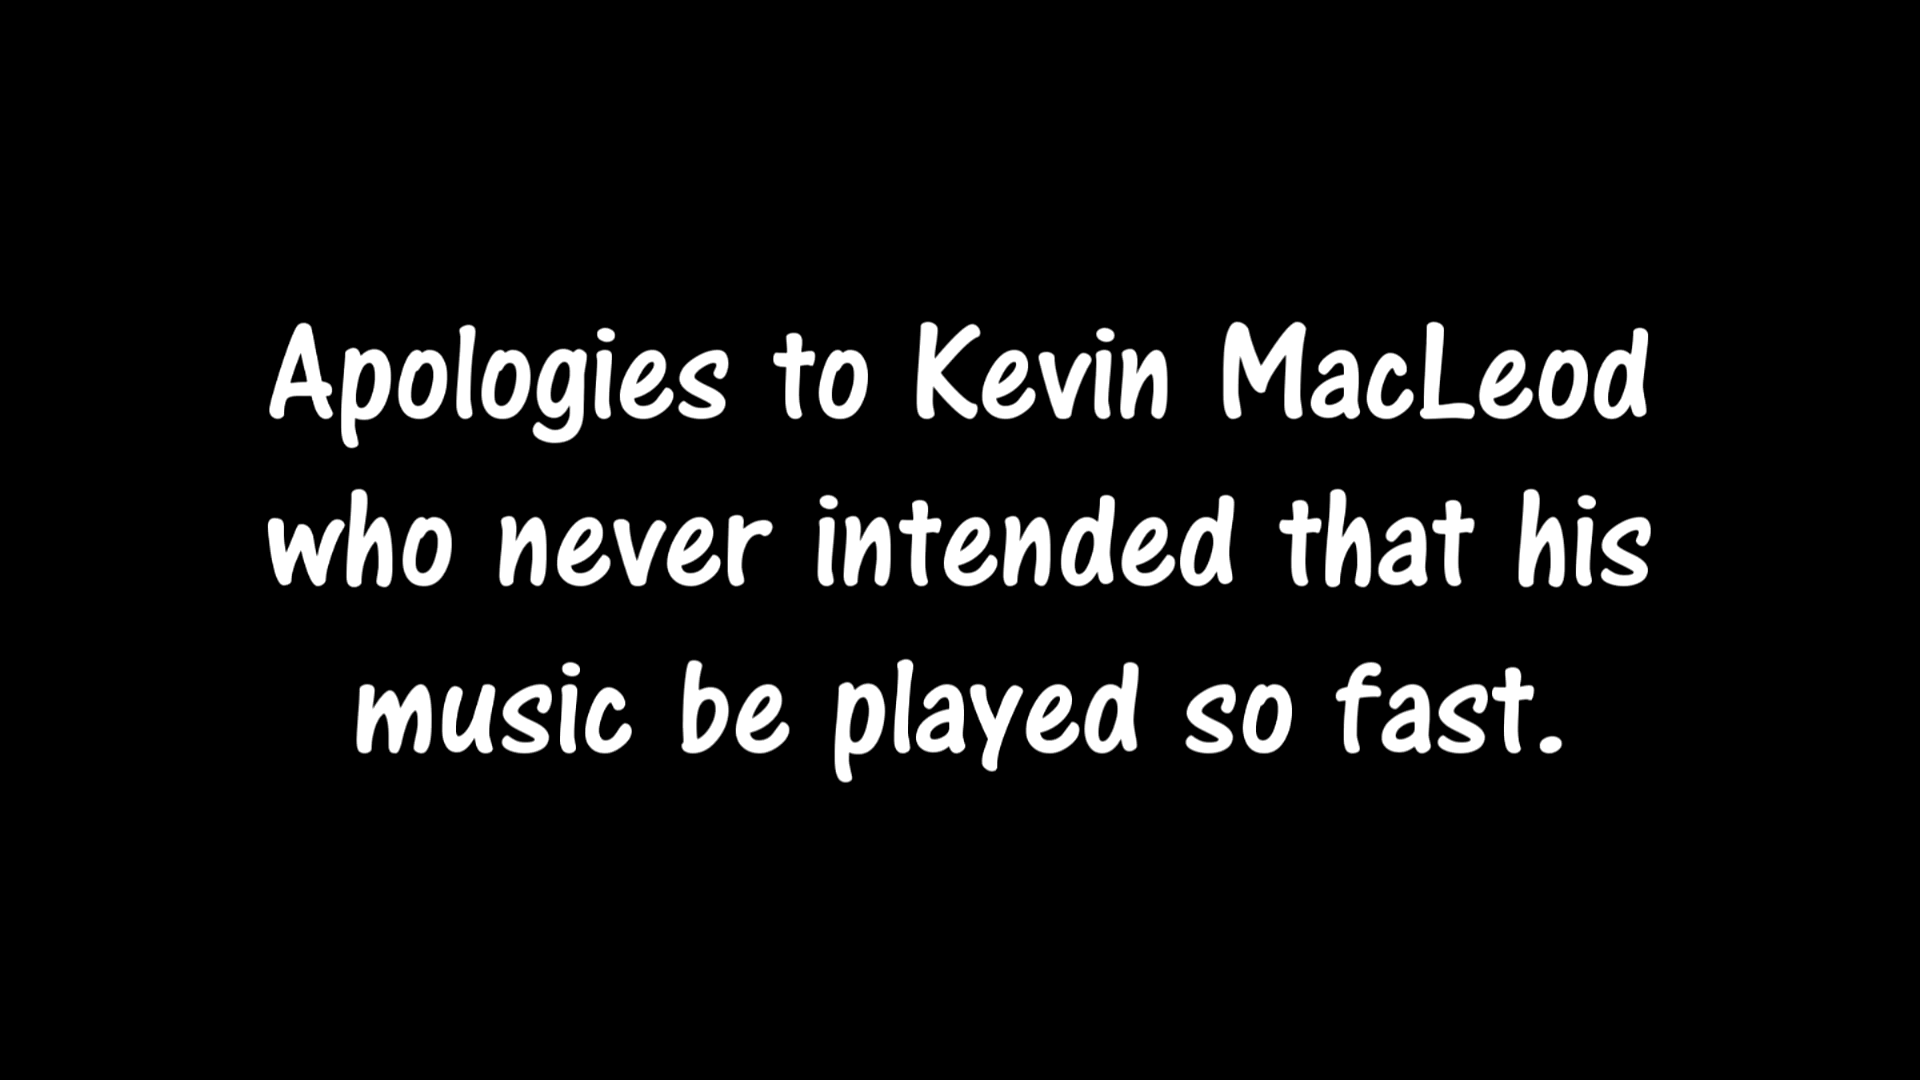 Apologies to Kevin MacLeod
who never intended that his
music be played so fast.